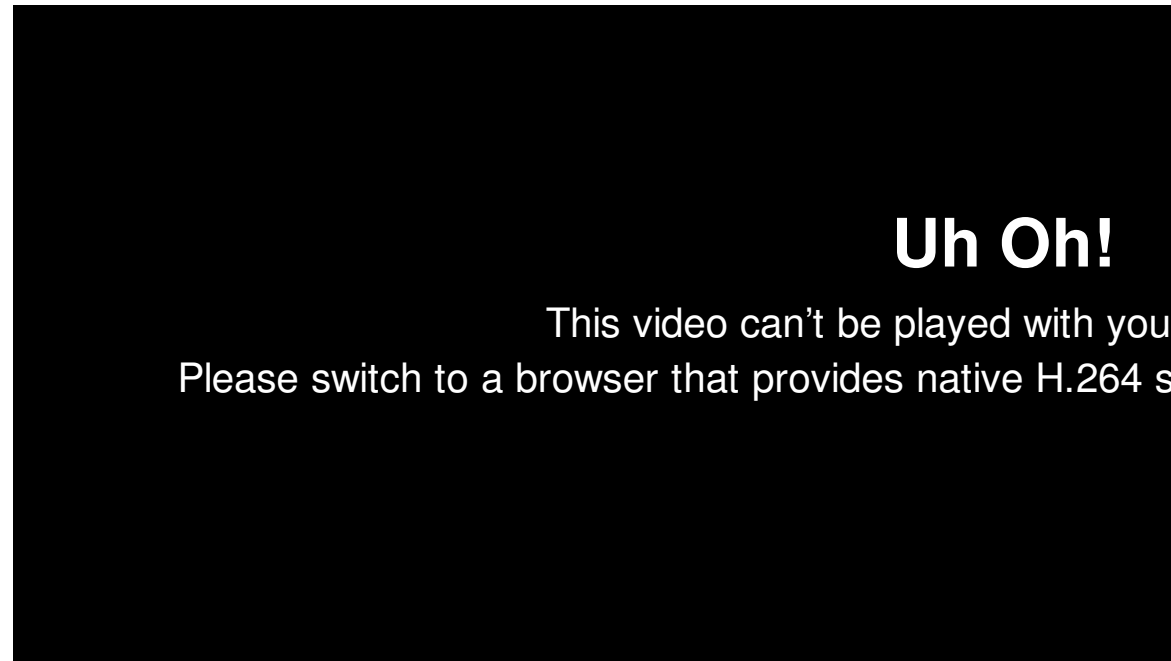 Uh Oh!
This video can’t be played with you
Please switch to a browser that provides native H.264 s